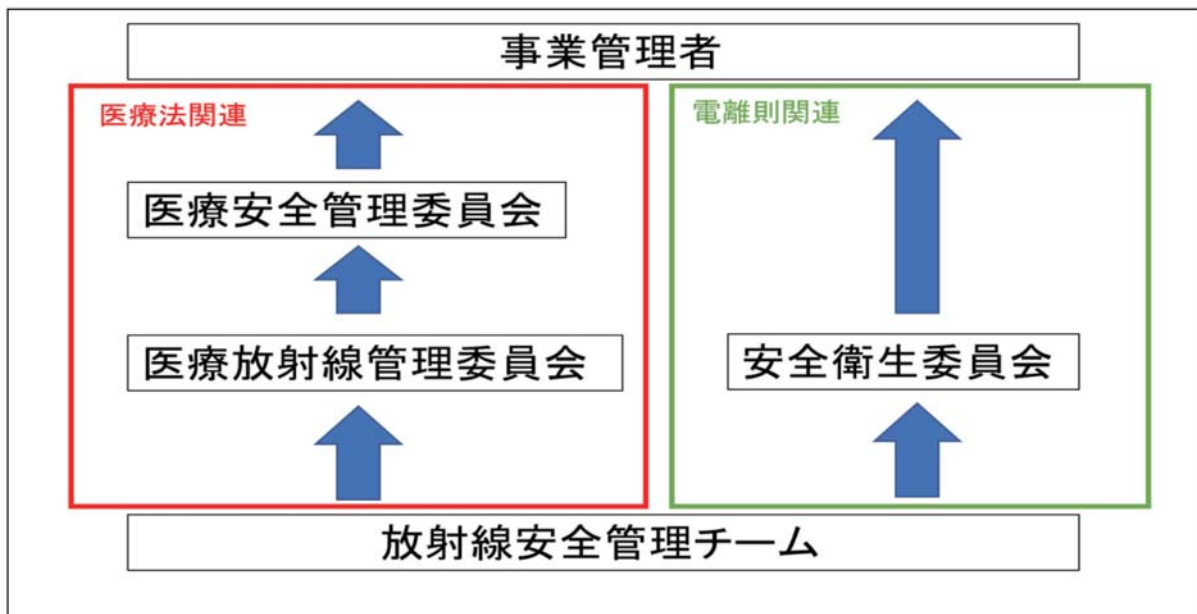 事業管理者
医療法関連
電離則関連
医療安全管理委員会
医療放射線管理委員会
安全衛生委員会
放射線安全管理チーム